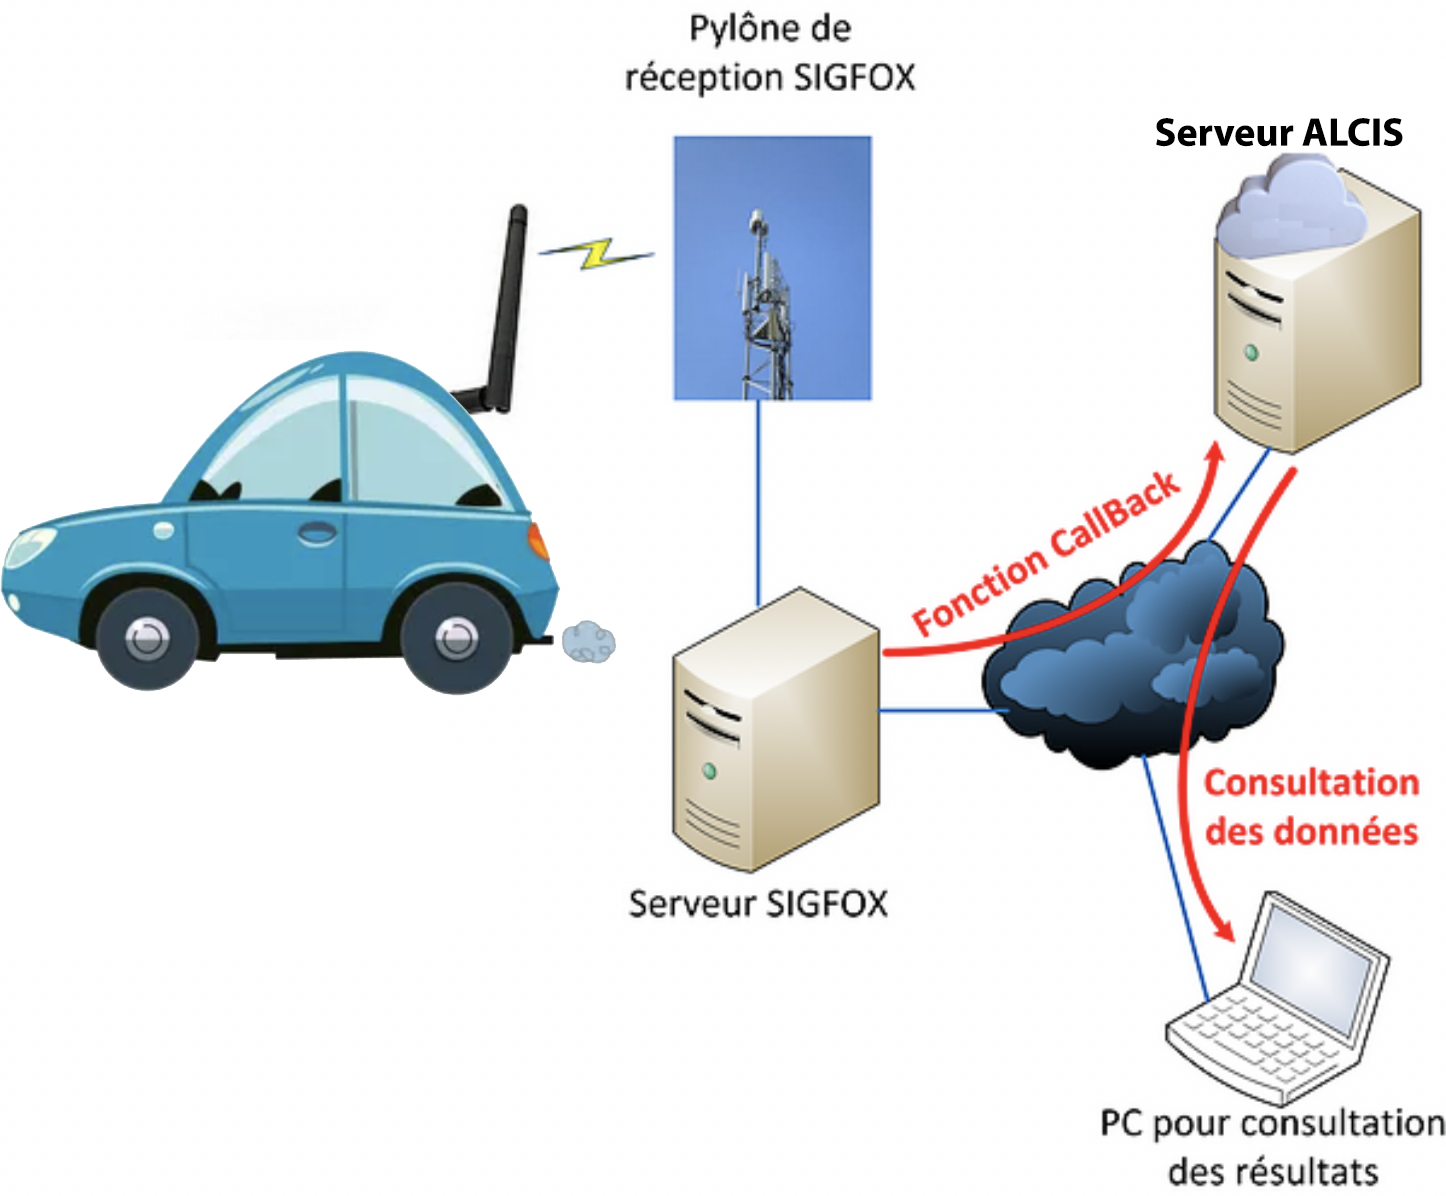 Pylône de
réception SIGFOX
Serveur ALCIS
Fonction CallBack
Consultation
des données
Serveur SIGFOX
PC pour consultation
des résultats